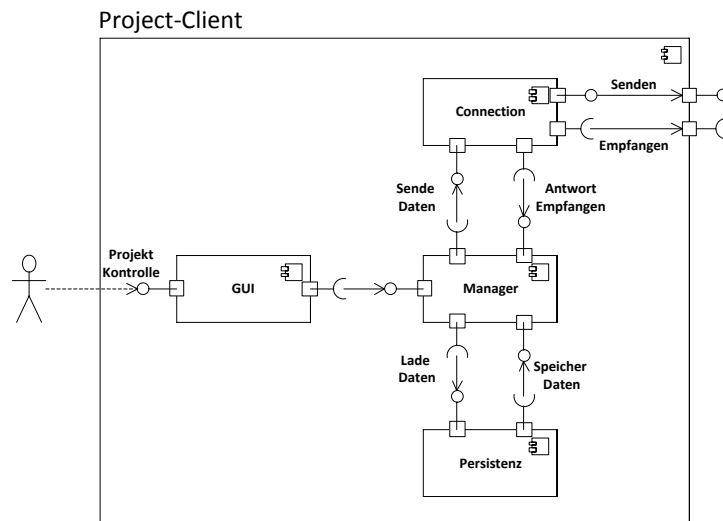 Project-Client
Senden
Connection
Empfangen
Sende
Daten
Antwort
Empfangen
Projekt
Kontrolle
GUI
Manager
Lade
Daten
Speicher
Daten
Persistenz